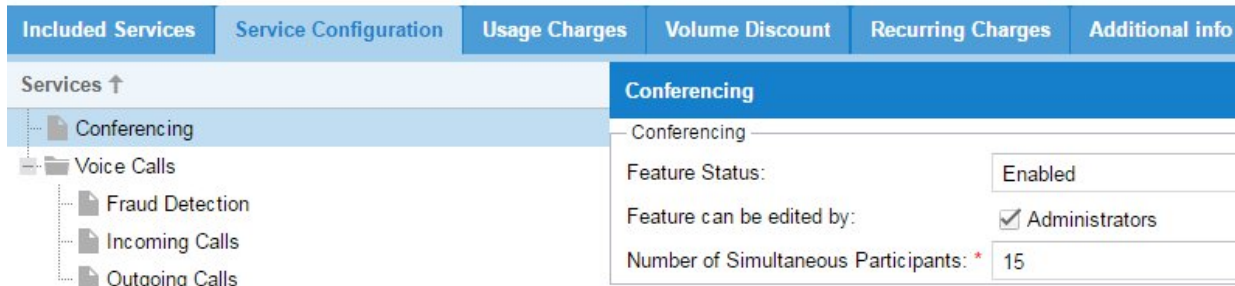 Included Services Service Configuration Usage Charges Volume Discount Recurring Charges Additional info
Services ↑
Conferencing
Voice Calls
Fraud Detection
Incoming Calls
Outgoing Calls
Conferencing
Conferencing
Feature Status: Enabled
Feature can be edited by: Administrators
Number of Simultaneous Participants: * 15